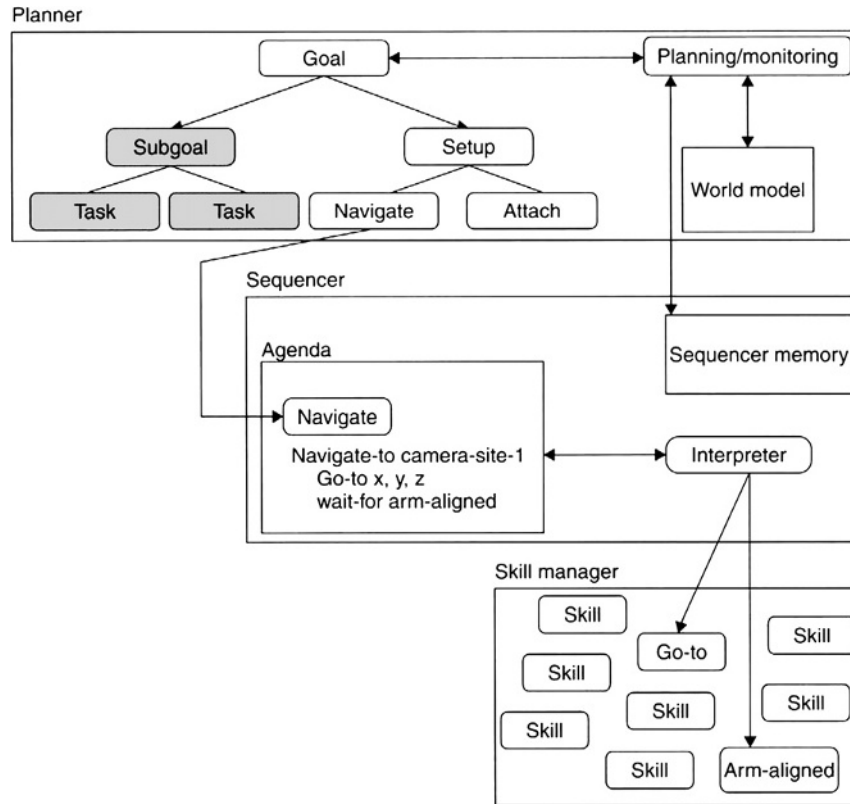 Planner
Goal
Planning/monitoring
Subgoal
Setup
World model
Task
Task
Navigate
Attach
Sequencer
Sequencer memory
Agenda
Navigate
Navigate-to camera-site-1
Go-to x, y, z
wait-for arm-aligned
Interpreter
Skill manager
Skill
Skill
Go-to
Skill
Skill
Skill
Skill
Skill
Arm-aligned